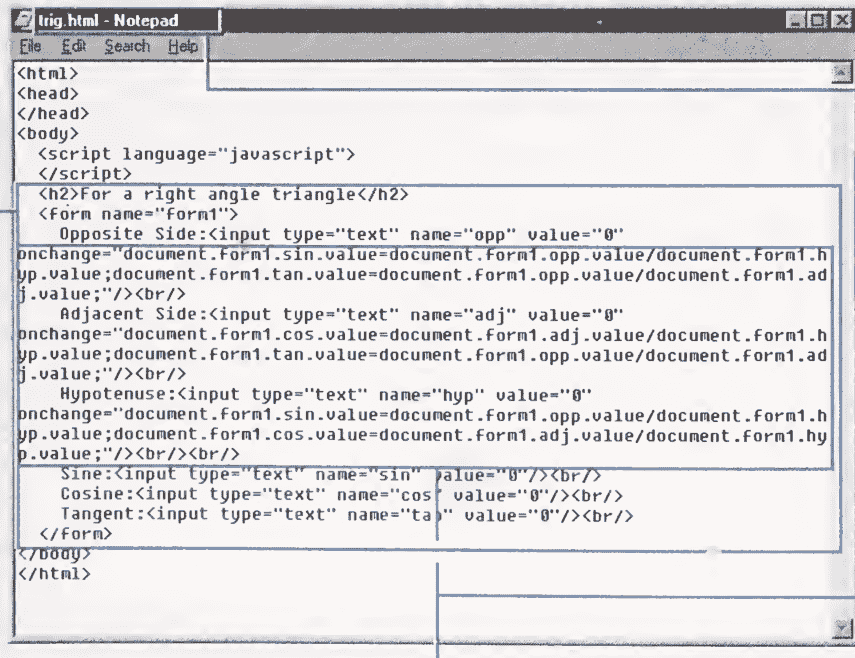 trig.html - Notepad
File Edit Search Help
<html>
<head>
</head>
<body>
<script language="javascript">
</script>
<h2>For a right angle triangle</h2>
<form name="form1">
Opposite Side:<input type="text" name="opp" value="0"
onchange="document.form1.sin.value=document.form1.opp.value/document.form1.h
yp.value;document.form1.tan.value=document.form1.opp.value/document.form1.ad
j.value;"/><br/>
Adjacent Side:<input type="text" name="adj" value="0"
onchange="document.form1.cos.value=document.form1.adj.value/document.form1.h
yp.value;document.form1.tan.value=document.form1.opp.value/document.form1.ad
j.value;"/><br/>
Hypotenuse:<input type="text" name="hyp" value="0"
onchange="document.form1.sin.value=document.form1.opp.value/document.form1.h
yp.value;document.form1.cos.value=document.form1.adj.value/document.form1.hy
p.value;"/><br/><br/>
Sine:<input type="text" name="sin" value="0"/><br/>
Cosine:<input type="text" name="cos" value="0"/><br/>
Tangent:<input type="text" name="tan" value="0"/><br/>
</form>
</body>
</html>